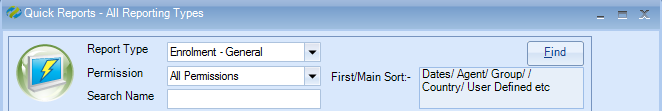 Quick Reports - All Reporting Types
Report Type
Enrolment - General
Find
Permission
All Permissions
First/Main Sort:-
Dates/ Agent/ Group/ /
Country/ User Defined etc
Search Name